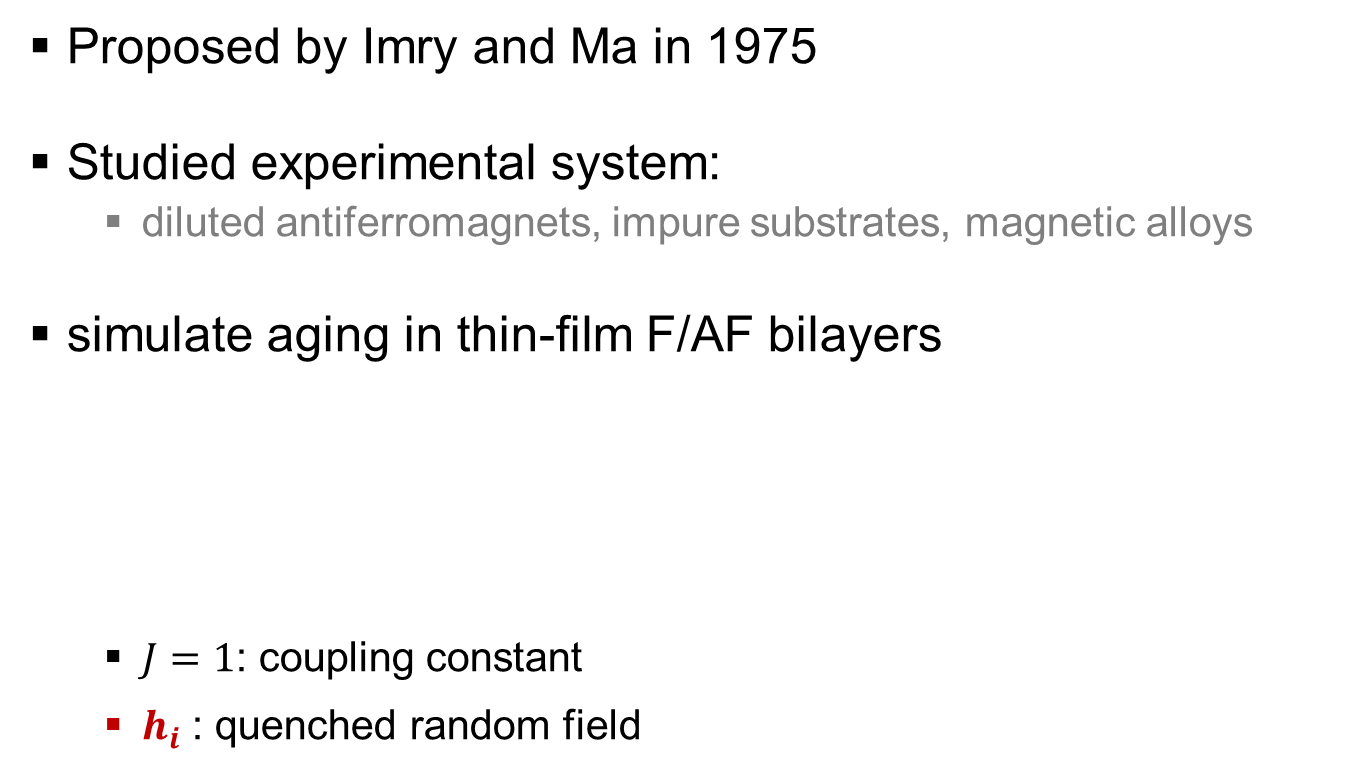 ▪ Proposed by Imry and Ma in 1975
▪ Studied experimental system:
▪ diluted antiferromagnets, impure substrates, magnetic alloys
▪ simulate aging in thin-film F/AF bilayers
▪ J = 1: coupling constant
▪ h_i : quenched random field